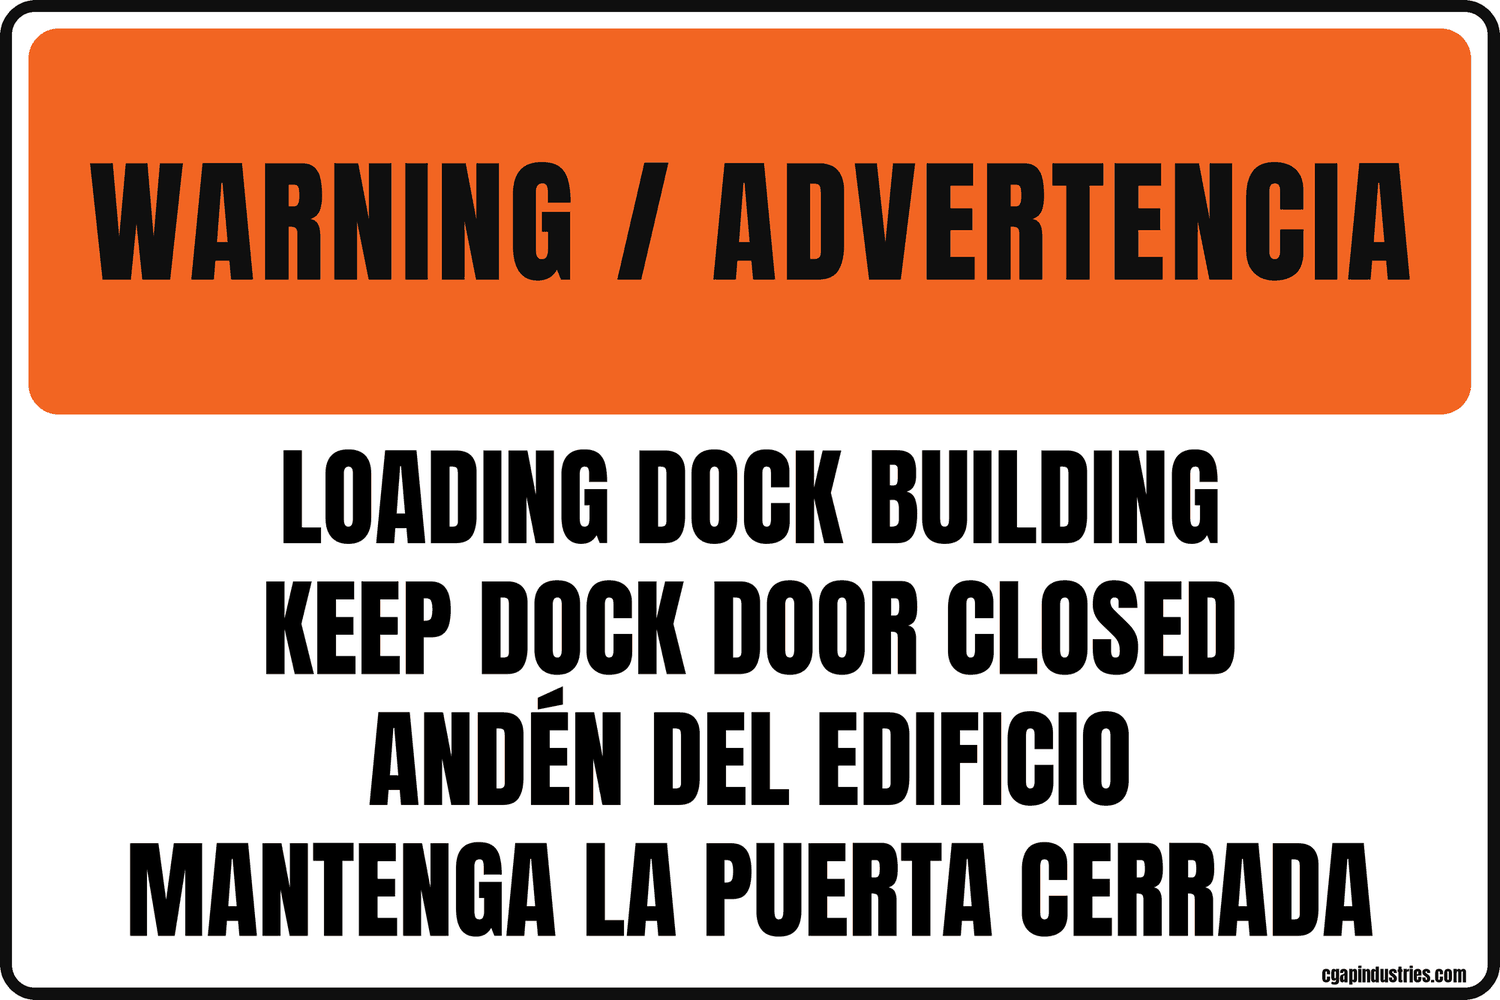 WARNING / ADVERTENCIA
LOADING DOCK BUILDING
KEEP DOCK DOOR CLOSED
ANDÉN DEL EDIFICIO
MANTENGA LA PUERTA CERRADA
cgapindustries.com